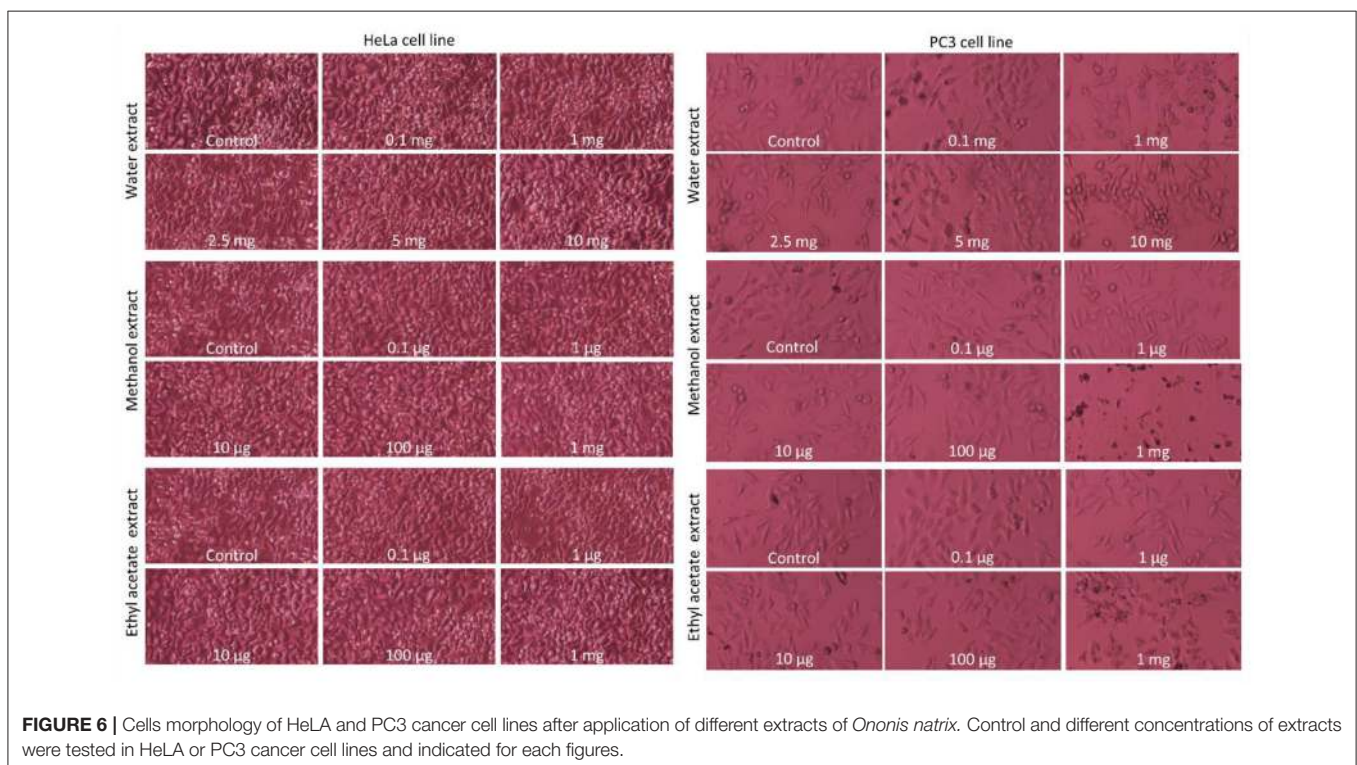 HeLa cell line
PC3 cell line
Water extract
Control
0.1 mg
1 mg
2.5 mg
5 mg
10 mg
Methanol extract
Control
0.1 µg
1 µg
10 µg
100 µg
1 mg
Ethyl acetate extract
Control
0.1 µg
1 µg
10 µg
100 µg
1 mg
Water extract
Control
0.1 mg
1 mg
2.5 mg
5 mg
10 mg
Methanol extract
Control
0.1 µg
1 µg
10 µg
100 µg
1 mg
Ethyl acetate extract
Control
0.1 µg
1 µg
10 µg
100 µg
1 mg
FIGURE 6 | Cells morphology of HeLA and PC3 cancer cell lines after application of different extracts of Ononis natrix. Control and different concentrations of extracts
were tested in HeLA or PC3 cancer cell lines and indicated for each figures.